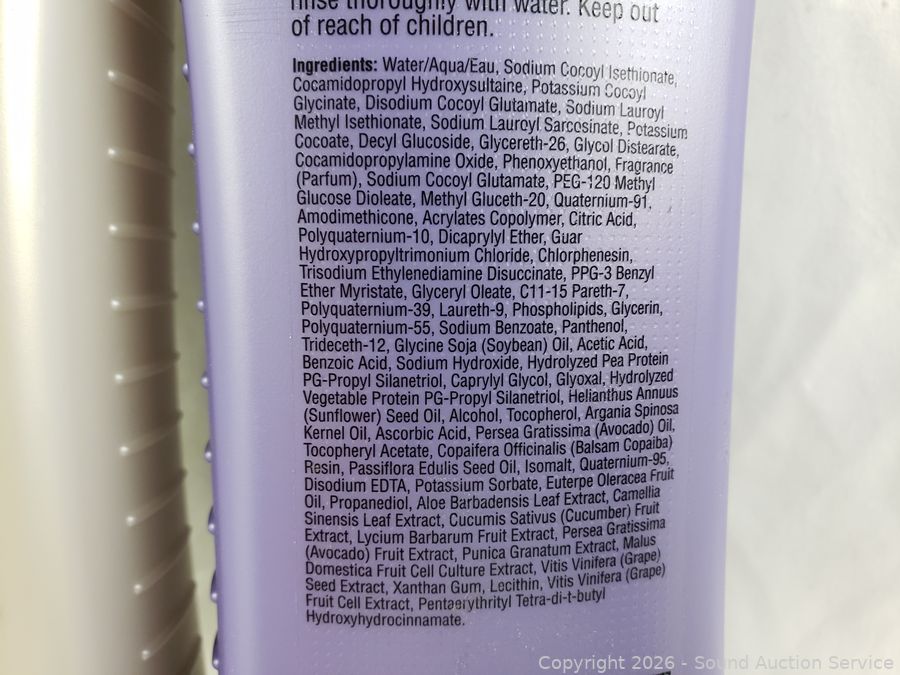 rinse thoroughly with water. Keep out
of reach of children.
Ingredients: Water/Aqua/Eau, Sodium Cocoyl Isethionate,
Cocamidopropyl Hydroxysultaine, Potassium Cocoyl
Glycinate, Disodium Cocoyl Glutamate, Sodium Lauroyl
Methyl Isethionate, Sodium Lauroyl Sarcosinate, Potassium
Cocoate, Decyl Glucoside, Glycereth-26, Glycol Distearate,
Cocamidopropylamine Oxide, Phenoxyethanol, Fragrance
(Parfum), Sodium Cocoyl Glutamate, PEG-120 Methyl
Glucose Dioleate, Methyl Gluceth-20, Quaternium-91,
Amodimethicone, Acrylates Copolymer, Citric Acid,
Polyquaternium-10, Dicaprylyl Ether, Guar
Hydroxypropyltrimonium Chloride, Chlorphenesin,
Trisodium Ethylenediamine Disuccinate, PPG-3 Benzyl
Ether Myristate, Glyceryl Oleate, C11-15 Pareth-7,
Polyquaternium-39, Laureth-9, Phospholipids, Glycerin,
Polyquaternium-55, Sodium Benzoate, Panthenol,
Trideceth-12, Glycine Soja (Soybean) Oil, Acetic Acid,
Benzoic Acid, Sodium Hydroxide, Hydrolyzed Pea Protein
PG-Propyl Silanetriol, Caprylyl Glycol, Glyoxal, Hydrolyzed
Vegetable Protein PG-Propyl Silanetriol, Helianthus Annuus
(Sunflower) Seed Oil, Alcohol, Tocopherol, Argania Spinosa
Kernel Oil, Ascorbic Acid, Persea Gratissima (Avocado) Oil,
Tocopheryl Acetate, Copaifera Officinalis (Balsam Copaiba)
Resin, Passiflora Edulis Seed Oil, Isomalt, Quaternium-95,
Disodium EDTA, Potassium Sorbate, Euterpe Oleracea Fruit
Oil, Propanediol, Aloe Barbadensis Leaf Extract, Camellia
Sinensis Leaf Extract, Cucumis Sativus (Cucumber) Fruit
Extract, Lycium Barbarum Fruit Extract, Persea Gratissima
(Avocado) Fruit Extract, Punica Granatum Extract, Malus
Domestica Fruit Cell Culture Extract, Vitis Vinifera (Grape)
Seed Extract, Xanthan Gum, Lecithin, Vitis Vinifera (Grape)
Fruit Cell Extract, Pentaerythrityl Tetra-di-t-butyl
Hydroxyhydrocinnamate.
Copyright 2026 - Sound Auction Service